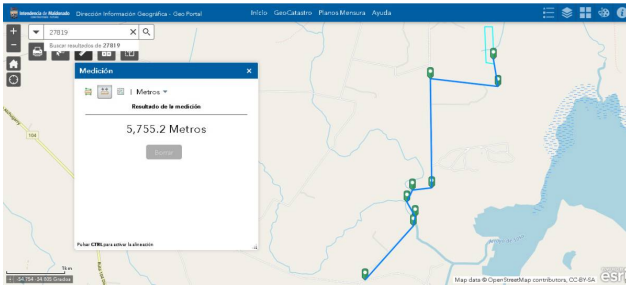 Intendencia de Maldonado Dirección Información Geográfica - Geo Portal Inicio GeoCatastro Planos Mensura Ayuda
27819
Buscar resultados de 27819
Medición
Metros
Resultado de la medición
5,755.2 Metros
Borrar
104
Pulsar CTRL para activar la alineación
1km
Map data © OpenStreetMap contributors, CC-BY-SA esri